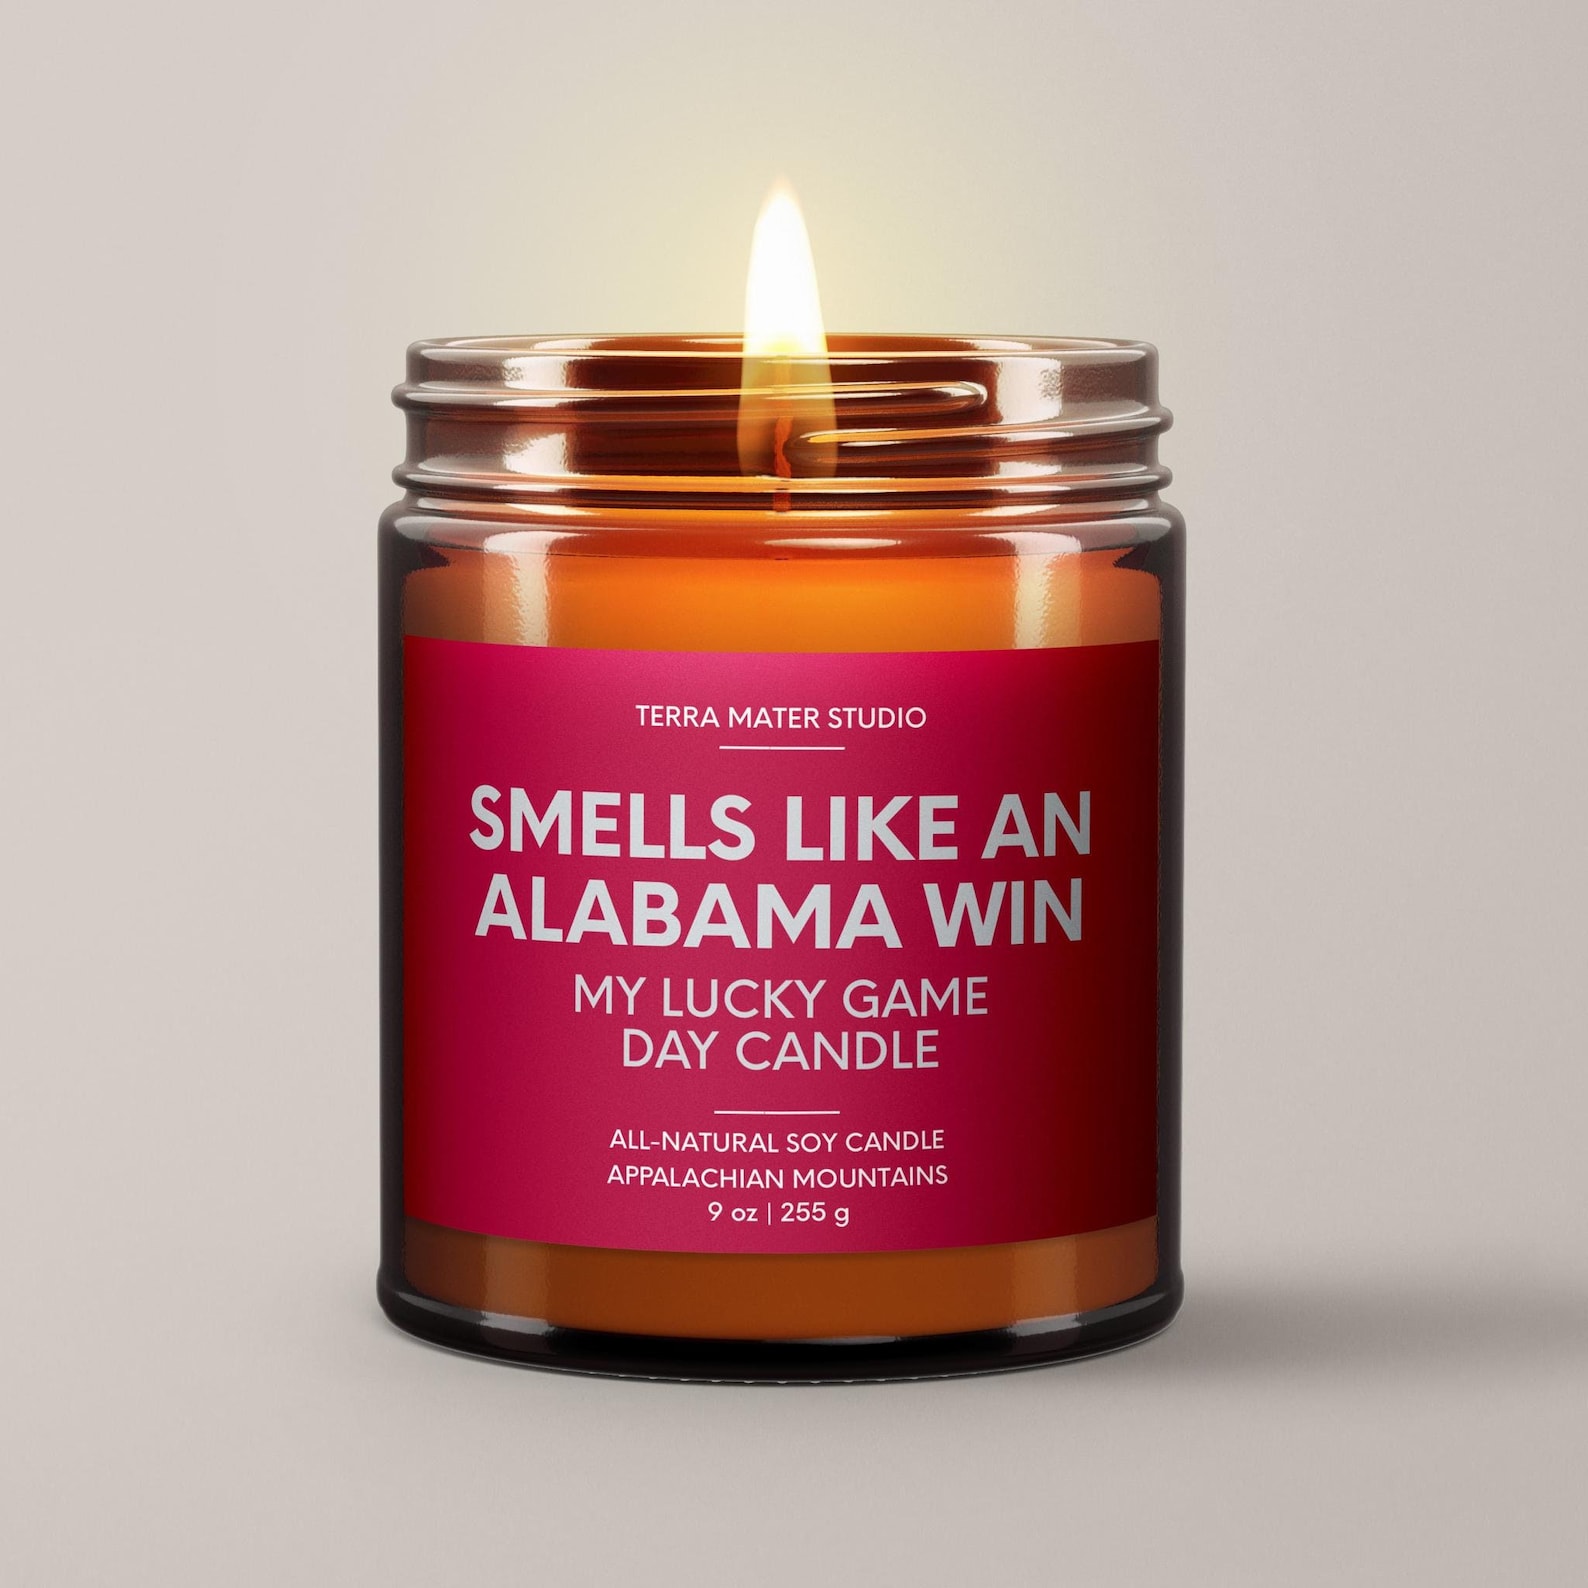 TERRA MATER STUDIO
SMELLS LIKE AN
ALABAMA WIN
MY LUCKY GAME
DAY CANDLE
ALL-NATURAL SOY CANDLE
APPALACHIAN MOUNTAINS
9 oz | 255 g